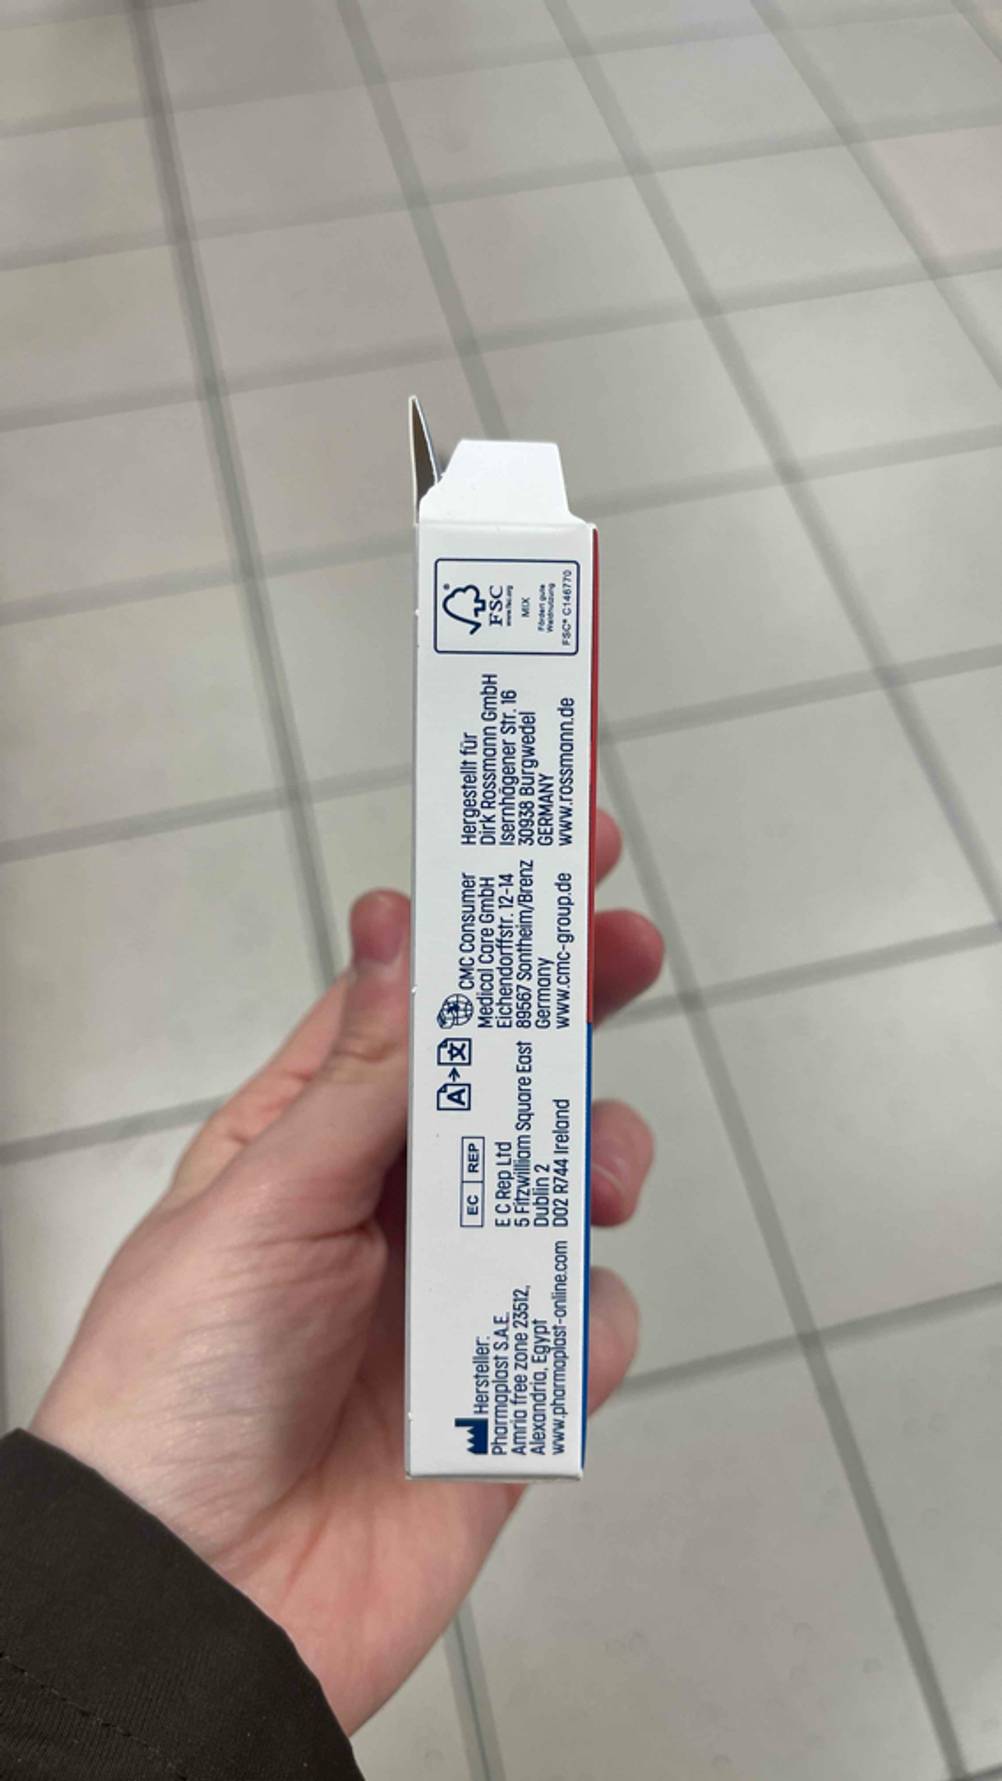 Hersteller:
Pharmaplast S.A.E.
Amria free zone 23512,
Alexandria, Egypt
www.pharmaplast-online.com
EC REP
E C Rep Ltd
5 Fitzwilliam Square East
Dublin 2
D02 R744 Ireland
A→文
CMC Consumer
Medical Care GmbH
Eichendorffstr. 12-14
89567 Sontheim/Brenz
Germany
www.cmc-group.de
Hergestellt für
Dirk Rossmann GmbH
Isernhägener Str. 16
30938 Burgwedel
GERMANY
www.rossmann.de
FSC®
www.fsc.org
MIX
Fördert gute
Waldnutzung
FSC® C146770